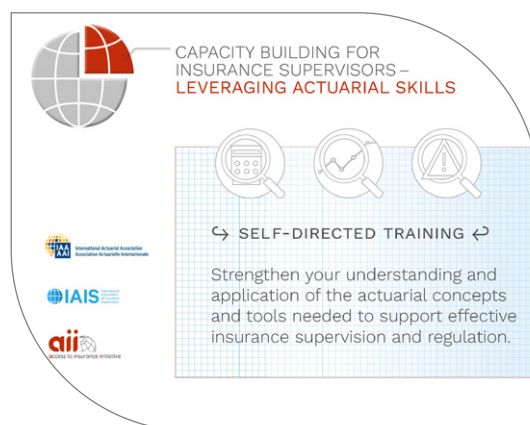 CAPACITY BUILDING FOR
INSURANCE SUPERVISORS –
LEVERAGING ACTUARIAL SKILLS
SELF-DIRECTED TRAINING
Strengthen your understanding and
application of the actuarial concepts
and tools needed to support effective
insurance supervision and regulation.
IAA
AAI
International Actuarial Association
Association Actuarielle Internationale
IAIS
aii
access to insurance initiative